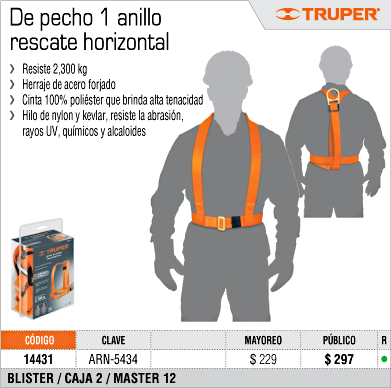 De pecho 1 anillo
rescate horizontal
TRUPER®
Resiste 2,300 kg
Herraje de acero forjado
Cinta 100% poliéster que brinda alta tenacidad
Hilo de nylon y kevlar, resiste la abrasión,
rayos UV, químicos y alcaloides
TRUPER
CÓDIGO CLAVE MAYOREO PÚBLICO R
14431 ARN-5434 $ 229 $ 297
BLISTER / CAJA 2 / MASTER 12